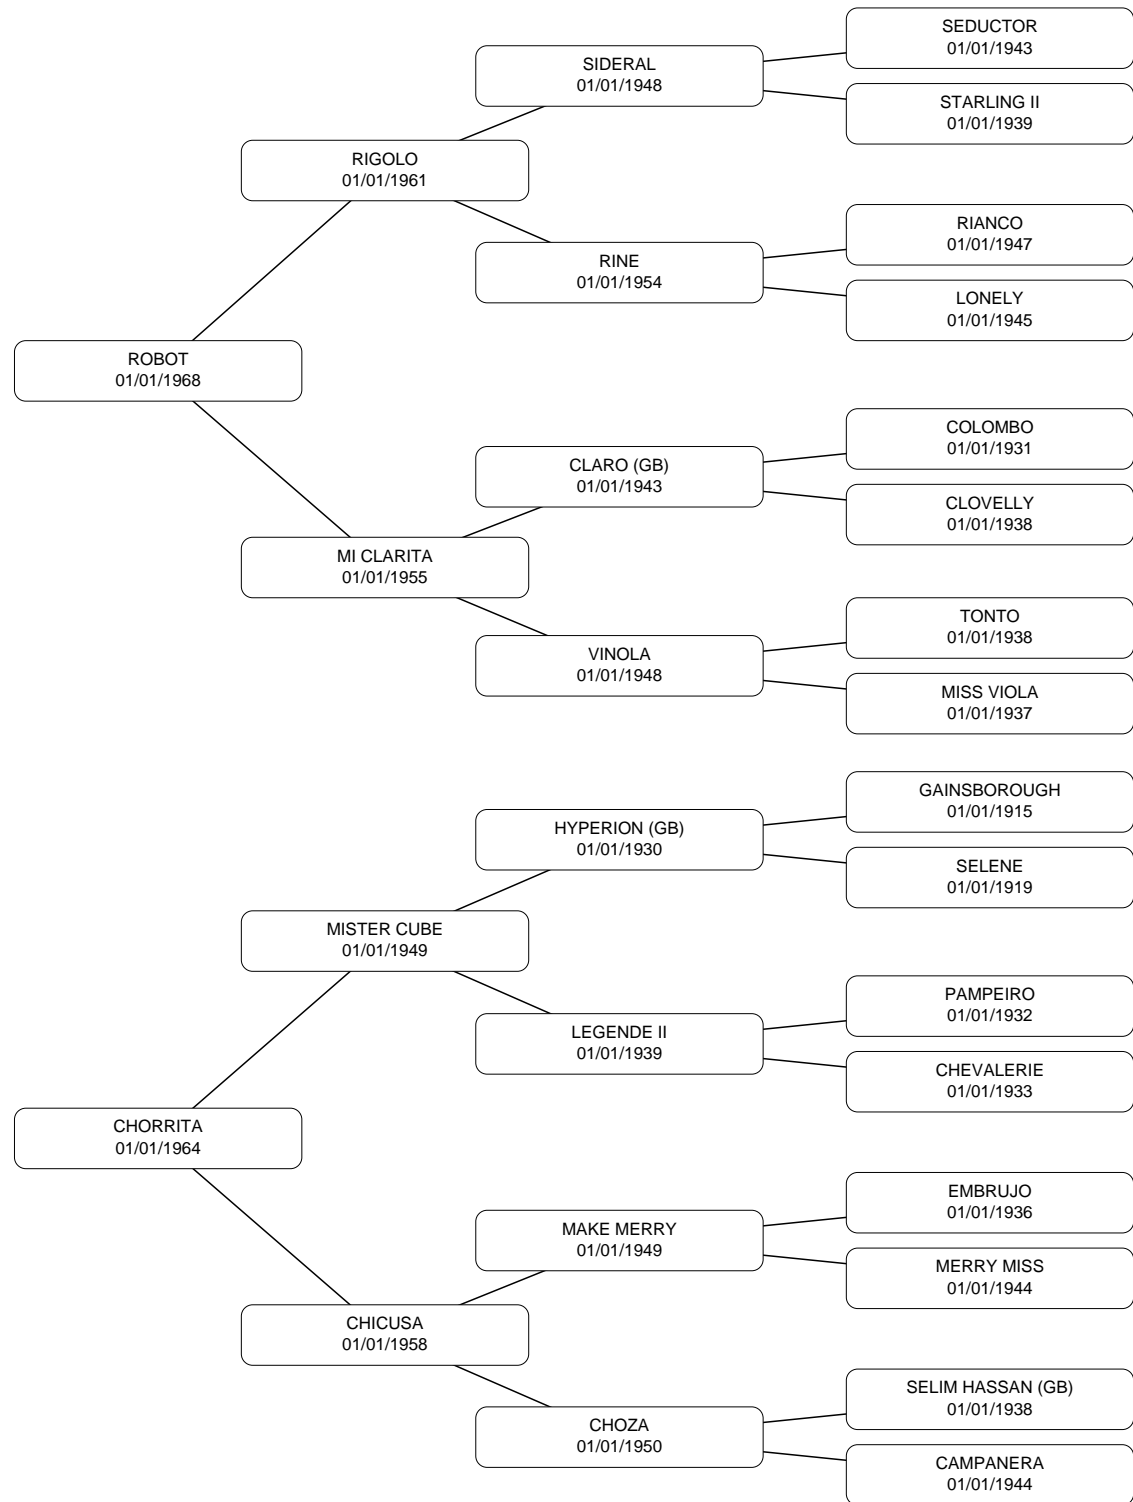 SEDUCTOR
01/01/1943
SIDERAL
01/01/1948
STARLING II
01/01/1939
RIGOLO
01/01/1961
RIANCO
01/01/1947
RINE
01/01/1954
LONELY
01/01/1945
ROBOT
01/01/1968
COLOMBO
01/01/1931
CLARO (GB)
01/01/1943
CLOVELLY
01/01/1938
MI CLARITA
01/01/1955
TONTO
01/01/1938
VINOLA
01/01/1948
MISS VIOLA
01/01/1937
GAINSBOROUGH
01/01/1915
HYPERION (GB)
01/01/1930
SELENE
01/01/1919
MISTER CUBE
01/01/1949
PAMPEIRO
01/01/1932
LEGENDE II
01/01/1939
CHEVALERIE
01/01/1933
CHORRITA
01/01/1964
EMBRUJO
01/01/1936
MAKE MERRY
01/01/1949
MERRY MISS
01/01/1944
CHICUSA
01/01/1958
SELIM HASSAN (GB)
01/01/1938
CHOZA
01/01/1950
CAMPANERA
01/01/1944